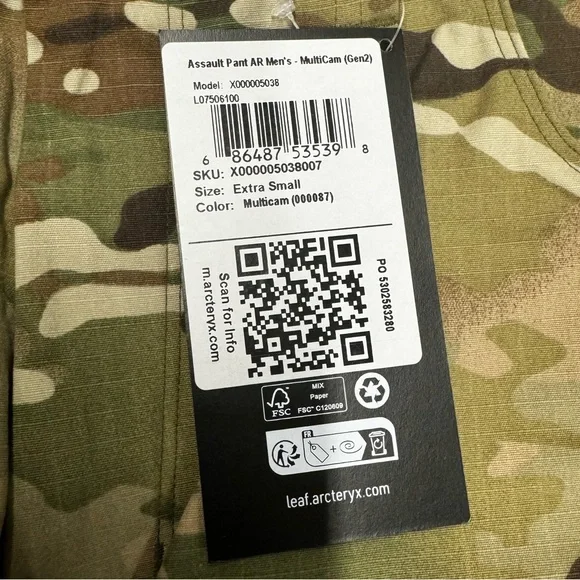 Assault Pant AR Men's - MultiCam (Gen2)
Model: X000005038
L07506100
6 86487 53539 8
SKU: X000005038007
Size: Extra Small
Color: Multicam (000087)
Scan for Info
m.arcteryx.com
PO 5302583280
FSC
MIX
Paper
FSC™ C120609
FR
+
leaf.arcteryx.com